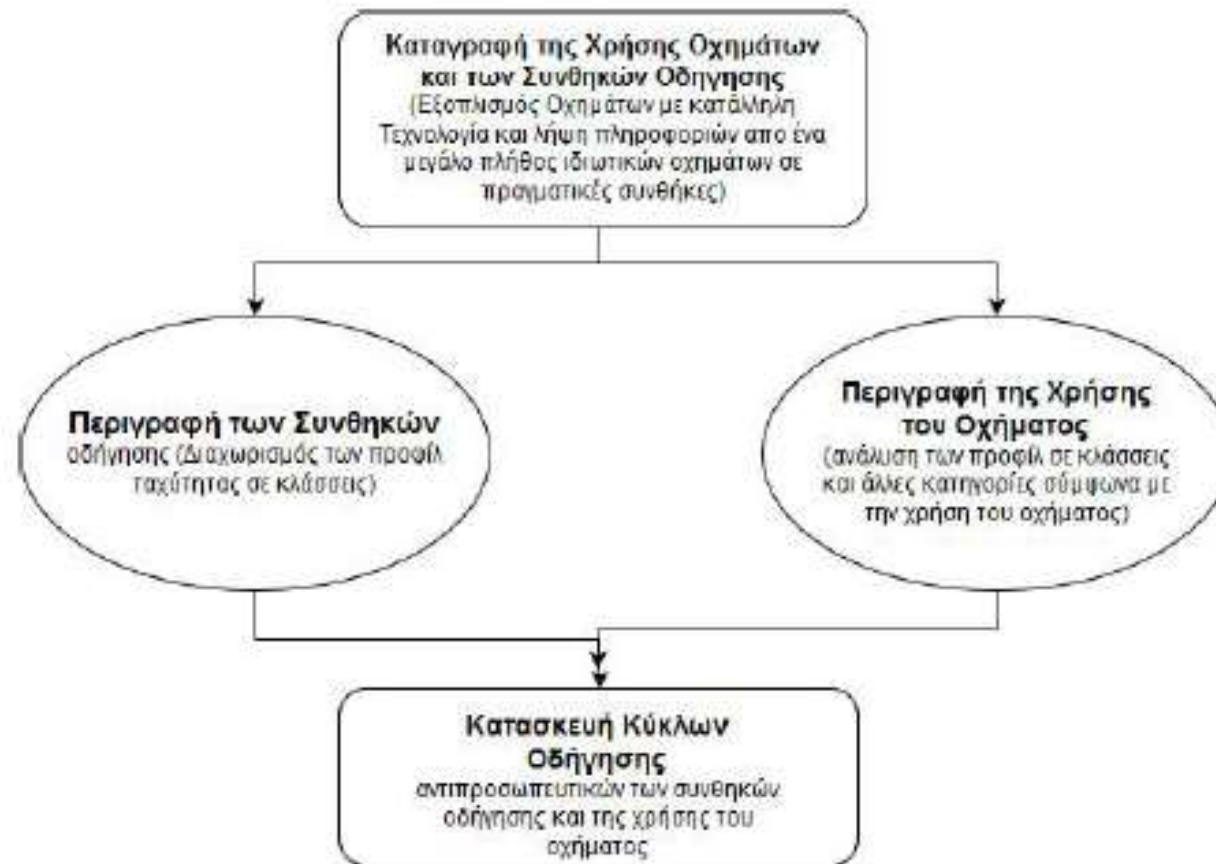 Καταγραφή της Χρήσης Οχημάτων
και των Συνθηκών Οδήγησης
(Εξοπλισμός Οχημάτων με κατάλληλη
Τεχνολογία και λήψη πληροφοριών απο ένα
μεγάλο πλήθος ιδιωτικών οχημάτων σε
πραγματικές συνθήκες)
Περιγραφή των Συνθηκών
οδήγησης (Διαχωρισμός των προφίλ
ταχύτητας σε κλάσσεις)
Περιγραφή της Χρήσης
του Οχήματος
(ανάλυση των προφίλ σε κλάσσεις
και άλλες κατηγορίες σύμφωνα με
την χρήση του οχήματος)
Κατασκευή Κύκλων
Οδήγησης
αντιπροσωπευτικών των συνθηκών
οδήγησης και της χρήσης του
οχήματος